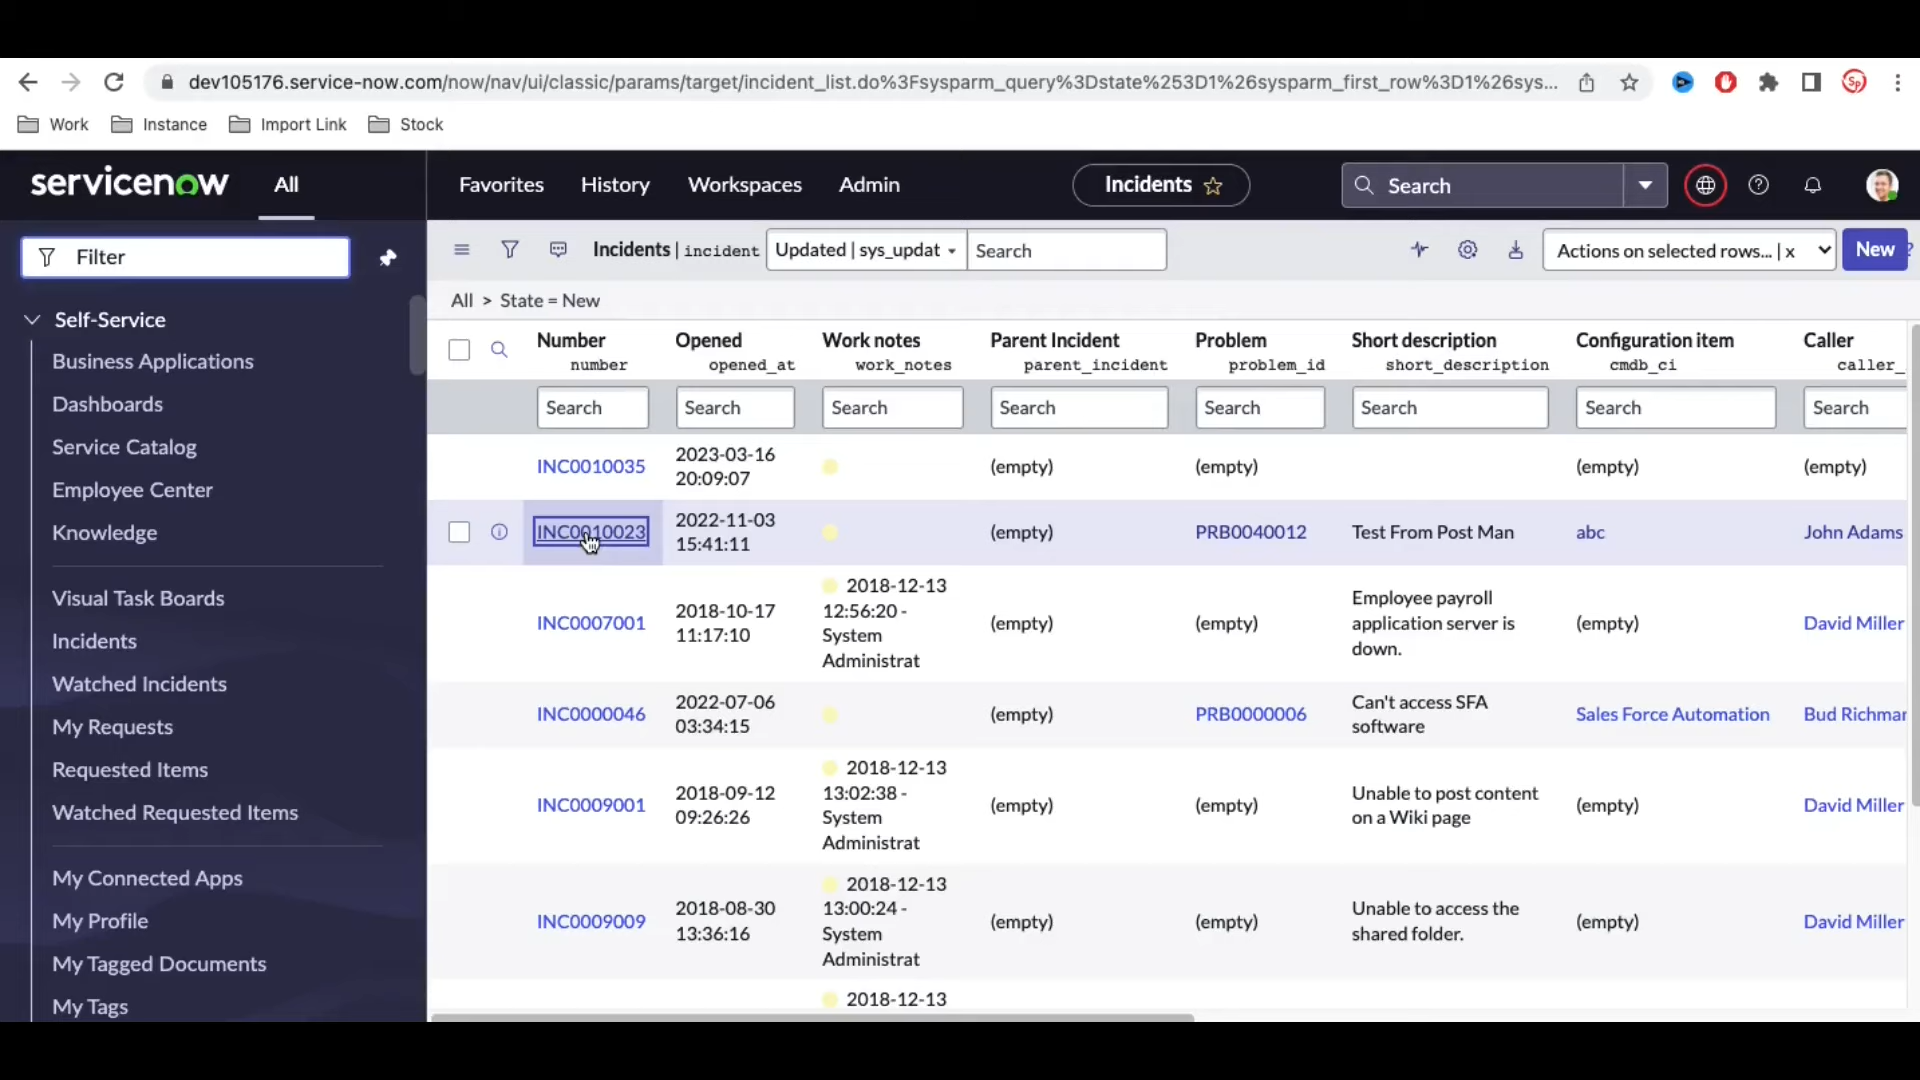 dev105176.service-now.com/now/nav/ui/classic/params/target/incident_list.do%3Fsysparm_query%3Dstate%253D1%26sysparm_first_row%3D1%26sys...
Sp
Work Instance Import Link Stock
servicenow All Favorites History Workspaces Admin Incidents Search
Filter
Incidents | incident Updated | sys_updat Search Actions on selected rows... | x New ?
All > State = New
Self-Service
Business Applications
Dashboards
Service Catalog
Employee Center
Knowledge
Visual Task Boards
Incidents
Watched Incidents
My Requests
Requested Items
Watched Requested Items
My Connected Apps
My Profile
My Tagged Documents
My Tags
Number Opened Work notes Parent Incident Problem Short description Configuration item Caller
number opened_at work_notes parent_incident problem_id short_description cmdb_ci caller_
Search Search Search Search Search Search Search Search
INC0010035 2023-03-16 (empty) (empty) (empty) (empty)
20:09:07
INC0010023 2022-11-03 (empty) PRB0040012 Test From Post Man abc John Adams
15:41:11
INC0007001 2018-10-17 2018-12-13 (empty) (empty) Employee payroll (empty) David Miller
11:17:10 12:56:20 - application server is
System down.
Administrat
INC0000046 2022-07-06 (empty) PRB0000006 Can't access SFA Sales Force Automation Bud Richmar
03:34:15 software
INC0009001 2018-09-12 2018-12-13 (empty) (empty) Unable to post content (empty) David Miller
09:26:26 13:02:38 - on a Wiki page
System
Administrat
INC0009009 2018-08-30 2018-12-13 (empty) (empty) Unable to access the (empty) David Miller
13:36:16 13:00:24 - shared folder.
System
Administrat
2018-12-13